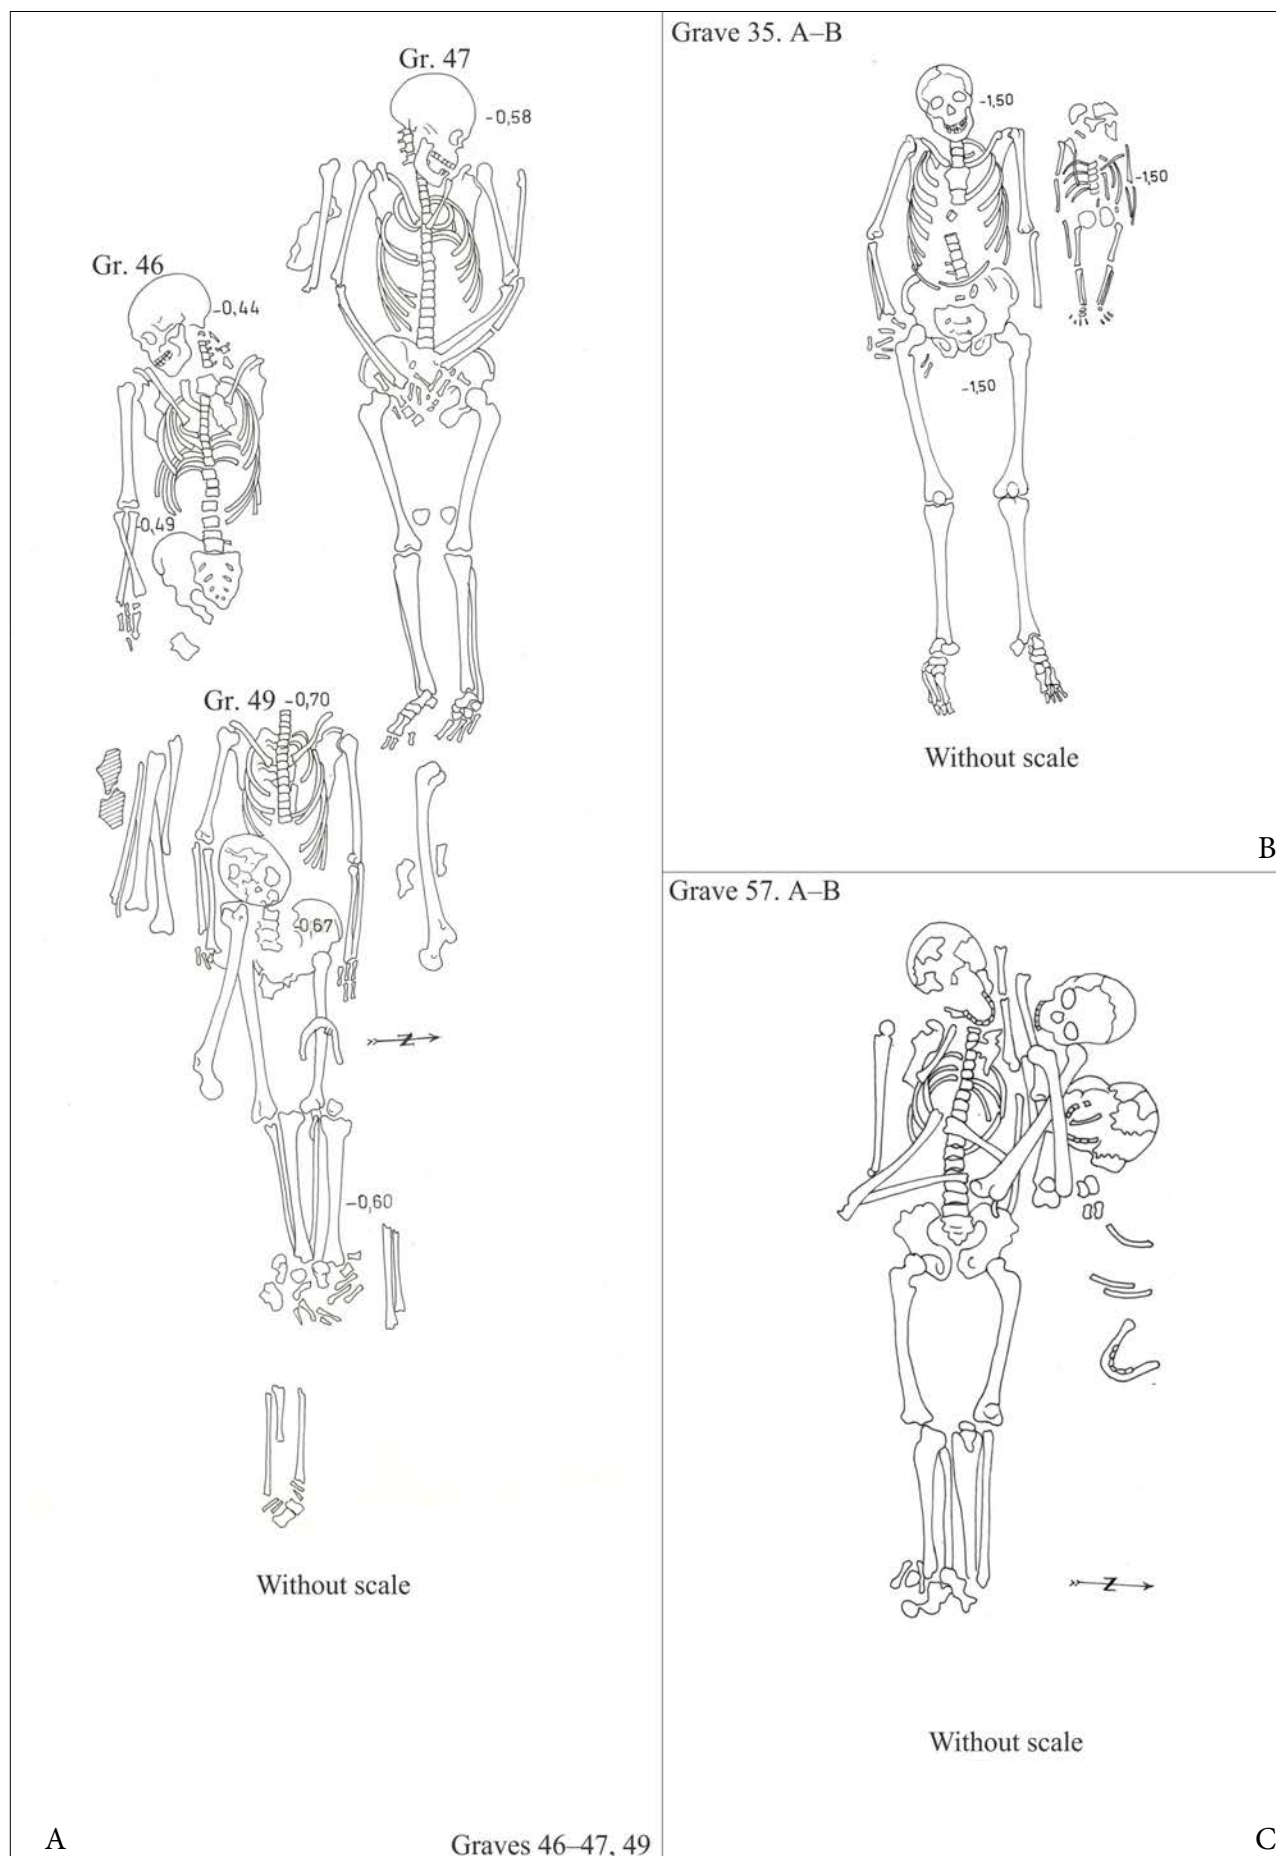 Gr. 47
-0,58
Gr. 46
-0,44
-0,49
Gr. 49 -0,70
-0,67
Z
-0,60
Without scale
A
Graves 46–47, 49
Grave 35. A–B
-1,50
-1,50
-1,50
Without scale
B
Grave 57. A–B
Z
Without scale
C